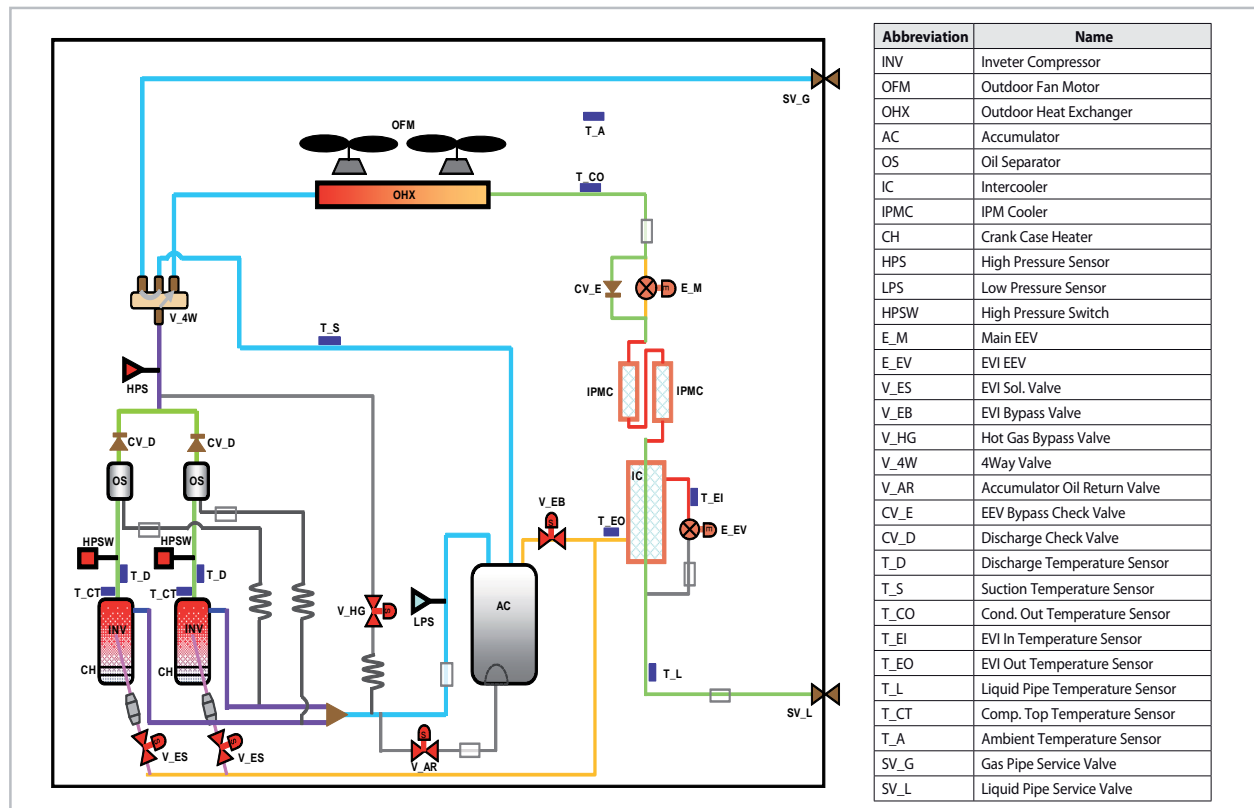 SV_G
OFM
T_A
T_CO
OHX
CV_E
E_M
V_4W
T_S
HPS
IPMC
IPMC
CV_D
CV_D
OS
OS
IC
T_EI
V_EB
T_EO
E_EV
HPSW
HPSW
T_D
T_D
T_CT
T_CT
INV
INV
V_HG
LPS
AC
CH
CH
T_L
SV_L
V_ES
V_ES
V_AR
S
S
S
S
S
E
E
Abbreviation Name
INV Inveter Compressor
OFM Outdoor Fan Motor
OHX Outdoor Heat Exchanger
AC Accumulator
OS Oil Separator
IC Intercooler
IPMC IPM Cooler
CH Crank Case Heater
HPS High Pressure Sensor
LPS Low Pressure Sensor
HPSW High Pressure Switch
E_M Main EEV
E_EV EVI EEV
V_ES EVI Sol. Valve
V_EB EVI Bypass Valve
V_HG Hot Gas Bypass Valve
V_4W 4Way Valve
V_AR Accumulator Oil Return Valve
CV_E EEV Bypass Check Valve
CV_D Discharge Check Valve
T_D Discharge Temperature Sensor
T_S Suction Temperature Sensor
T_CO Cond. Out Temperature Sensor
T_EI EVI In Temperature Sensor
T_EO EVI Out Temperature Sensor
T_L Liquid Pipe Temperature Sensor
T_CT Comp. Top Temperature Sensor
T_A Ambient Temperature Sensor
SV_G Gas Pipe Service Valve
SV_L Liquid Pipe Service Valve